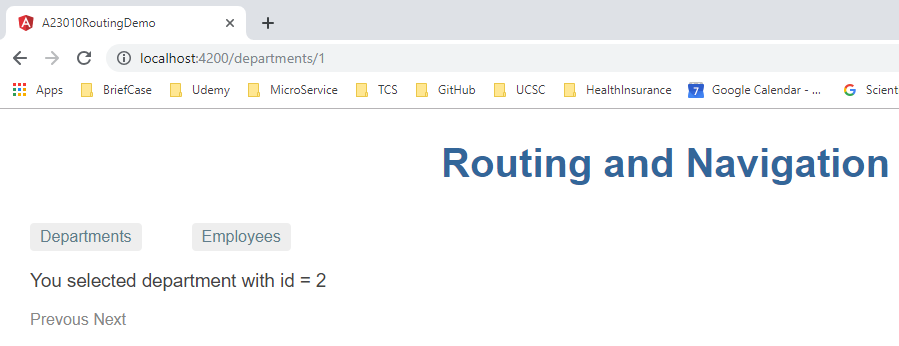 A23010RoutingDemo
localhost:4200/departments/1
Apps BriefCase Udemy MicroService TCS GitHub UCSC HealthInsurance 7 Google Calendar - ... G Scient
Routing and Navigation
Departments Employees
You selected department with id = 2
Prevous Next